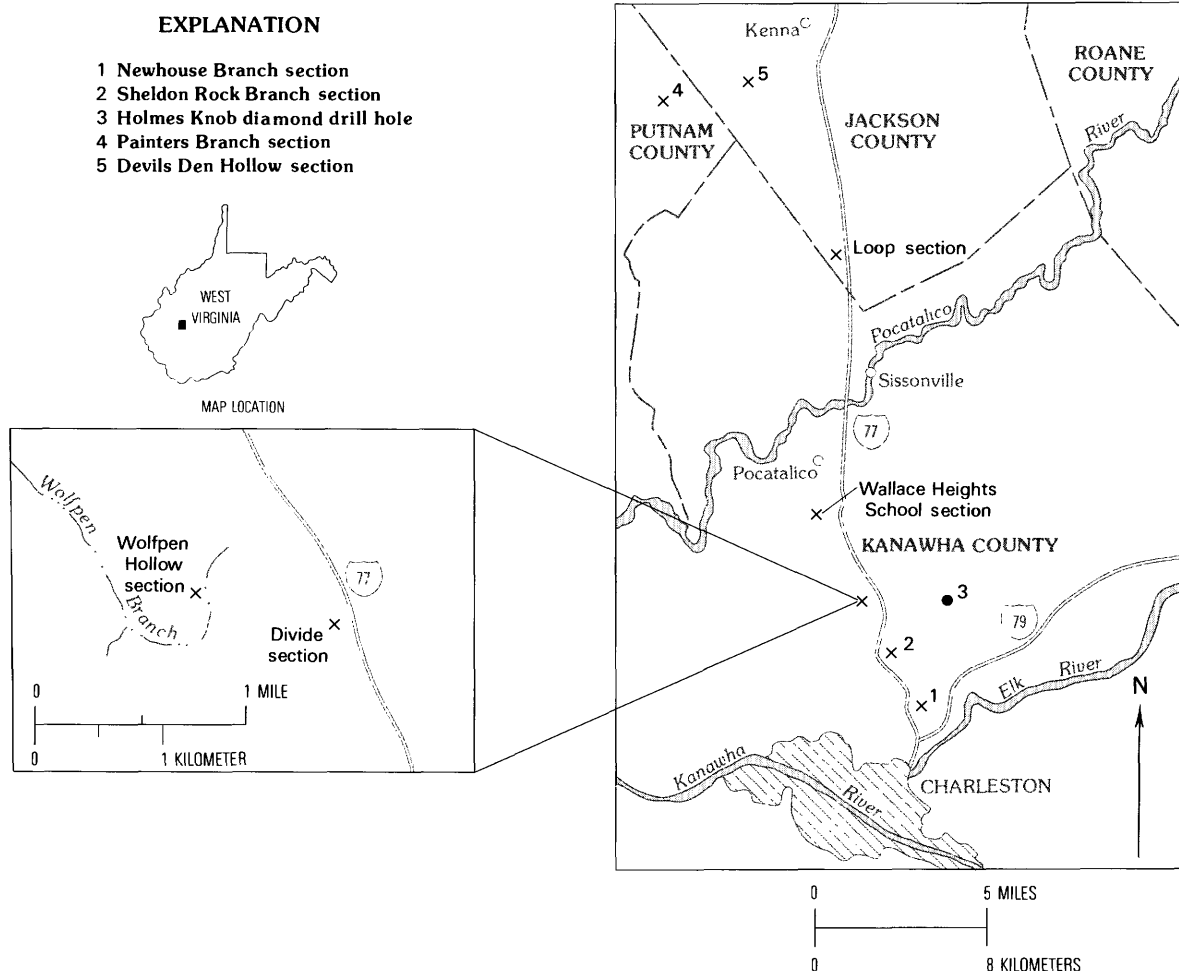 EXPLANATION
1 Newhouse Branch section
2 Sheldon Rock Branch section
3 Holmes Knob diamond drill hole
4 Painters Branch section
5 Devils Den Hollow section
WEST
VIRGINIA
MAP LOCATION
Wolfpen
Branch
Wolfpen
Hollow
section
77
Divide
section
0
1 MILE
0
1 KILOMETER
Kenna
5
4
ROANE
COUNTY
PUTNAM
COUNTY
JACKSON
COUNTY
River
Loop section
Pocatalico
Sissonville
77
Pocatalico
Wallace Heights
School section
KANAWHA COUNTY
3
79
2
Elk
River
1
N
Kanawha
River
CHARLESTON
0
5 MILES
0
8 KILOMETERS